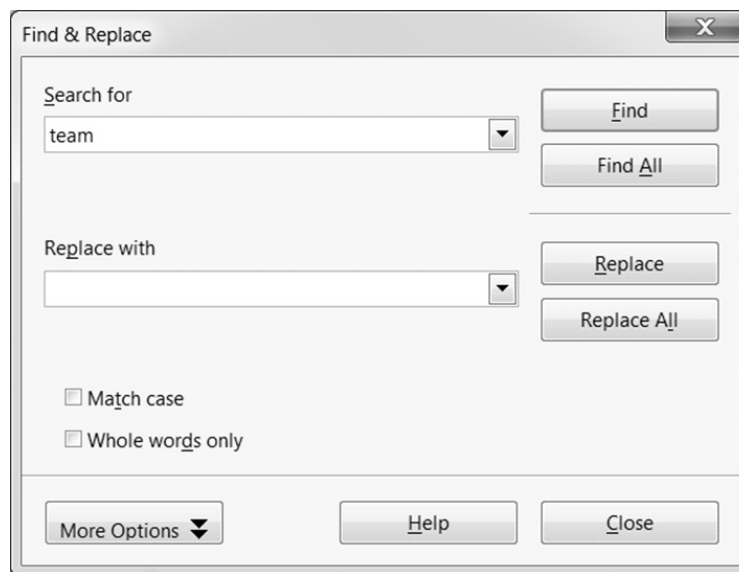 Find & Replace
X
Search for
team
Find
Find All
Replace with
Replace
Replace All
Match case
Whole words only
More Options
Help
Close